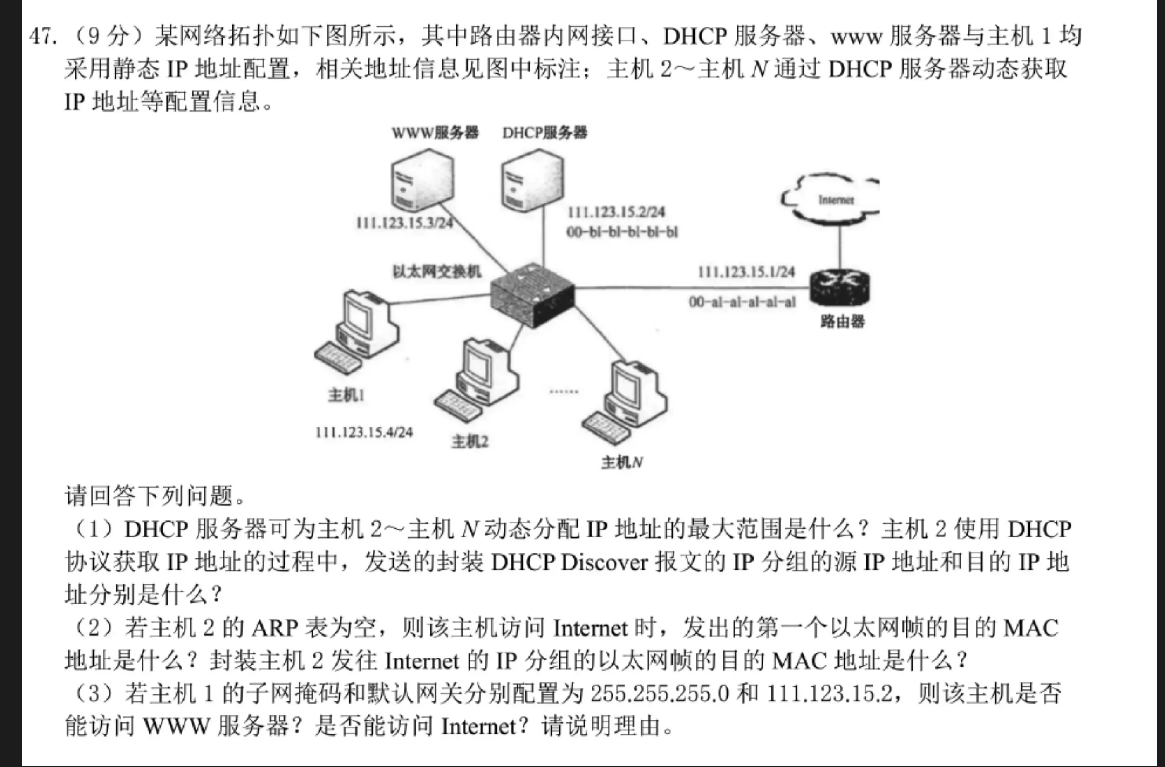 47.（9 分）某网络拓扑如下图所示，其中路由器内网接口、DHCP 服务器、www 服务器与主机 1 均
采用静态 IP 地址配置，相关地址信息见图中标注；主机 2～主机 N 通过 DHCP 服务器动态获取
IP 地址等配置信息。
WWW服务器 DHCP服务器
Internet
111.123.15.3/24
111.123.15.2/24
00-bl-bl-bl-bl-bl
以太网交换机
111.123.15.1/24
00-al-al-al-al-al
路由器
主机1
111.123.15.4/24
主机2
……
主机N
请回答下列问题。
（1）DHCP 服务器可为主机 2～主机 N 动态分配 IP 地址的最大范围是什么？主机 2 使用 DHCP
协议获取 IP 地址的过程中，发送的封装 DHCP Discover 报文的 IP 分组的源 IP 地址和目的 IP 地
址分别是什么？
（2）若主机 2 的 ARP 表为空，则该主机访问 Internet 时，发出的第一个以太网帧的目的 MAC
地址是什么？封装主机 2 发往 Internet 的 IP 分组的以太网帧的目的 MAC 地址是什么？
（3）若主机 1 的子网掩码和默认网关分别配置为 255.255.255.0 和 111.123.15.2，则该主机是否
能访问 WWW 服务器？是否能访问 Internet？请说明理由。